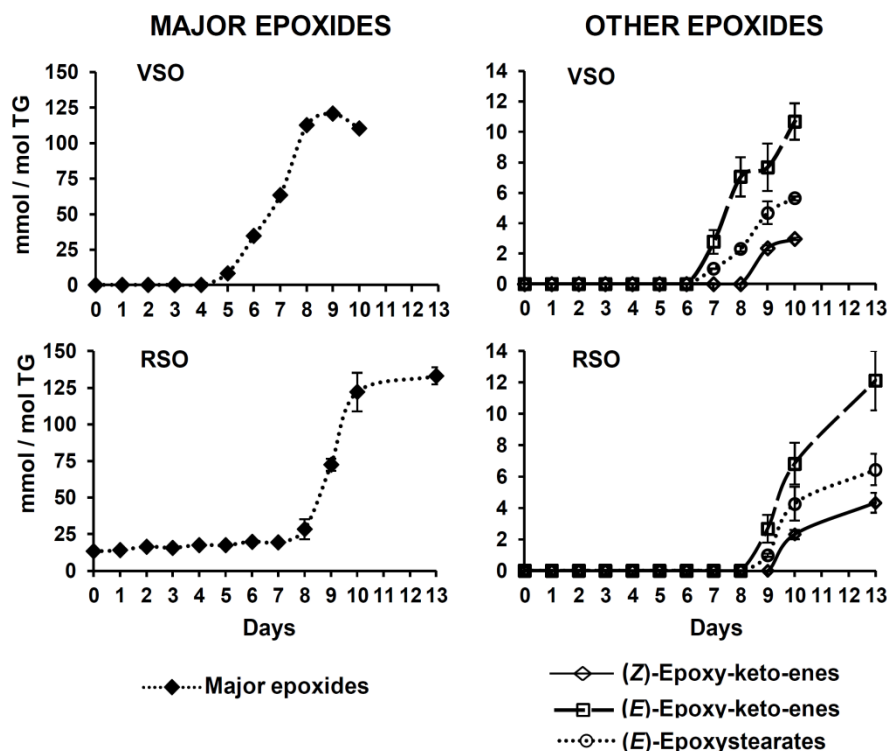 MAJOR EPOXIDES
OTHER EPOXIDES
VSO
mmol / mol TG
150
125
100
75
50
25
0
0 1 2 3 4 5 6 7 8 9 10 11 12 13
VSO
14
12
10
8
6
4
2
0
0 1 2 3 4 5 6 7 8 9 10 11 12 13
RSO
mmol / mol TG
150
125
100
75
50
25
0
0 1 2 3 4 5 6 7 8 9 10 11 12 13
Days
RSO
14
12
10
8
6
4
2
0
0 1 2 3 4 5 6 7 8 9 10 11 12 13
Days
Major epoxides
(Z)-Epoxy-keto-enes
(E)-Epoxy-keto-enes
(E)-Epoxystearates